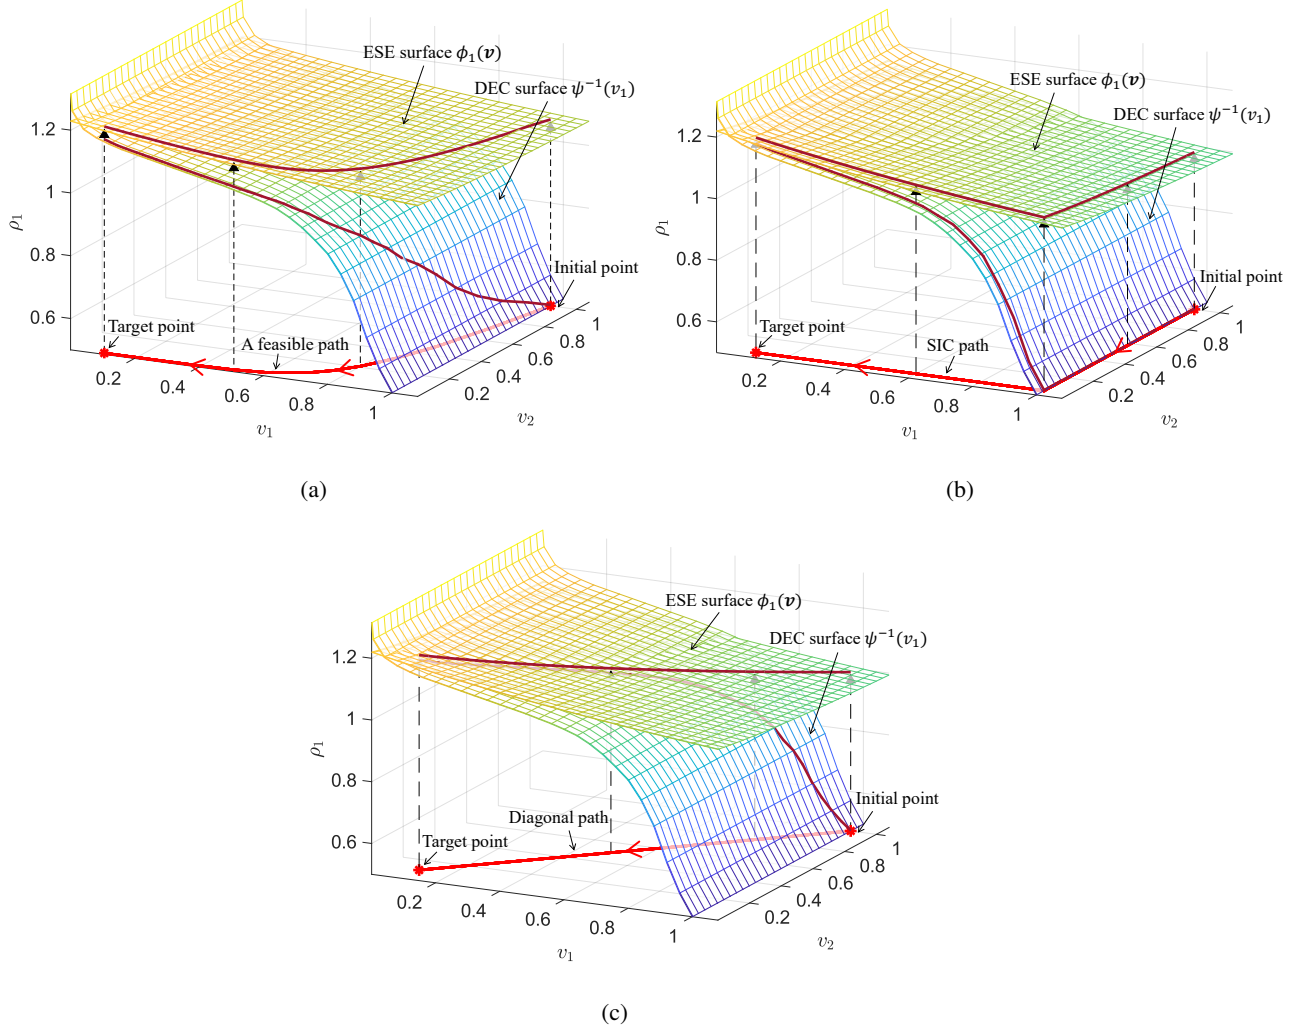 ESE surface ϕ₁(𝒗)
DEC surface ψ⁻¹(v₁)
1.2
1
0.8
0.6
ρ₁
Initial point
Target point
A feasible path
0.2
0.4
0.6
0.8
1
v₁
0.2
0.4
0.6
0.8
1
v₂
(a)
ESE surface ϕ₁(𝒗)
DEC surface ψ⁻¹(v₁)
1.2
1
0.8
0.6
ρ₁
Initial point
Target point
SIC path
0.2
0.4
0.6
0.8
1
v₁
0.2
0.4
0.6
0.8
1
v₂
(b)
ESE surface ϕ₁(𝒗)
DEC surface ψ⁻¹(v₁)
1.2
1
0.8
0.6
ρ₁
Initial point
Diagonal path
Target point
0.2
0.4
0.6
0.8
1
v₁
0.2
0.4
0.6
0.8
1
v₂
(c)